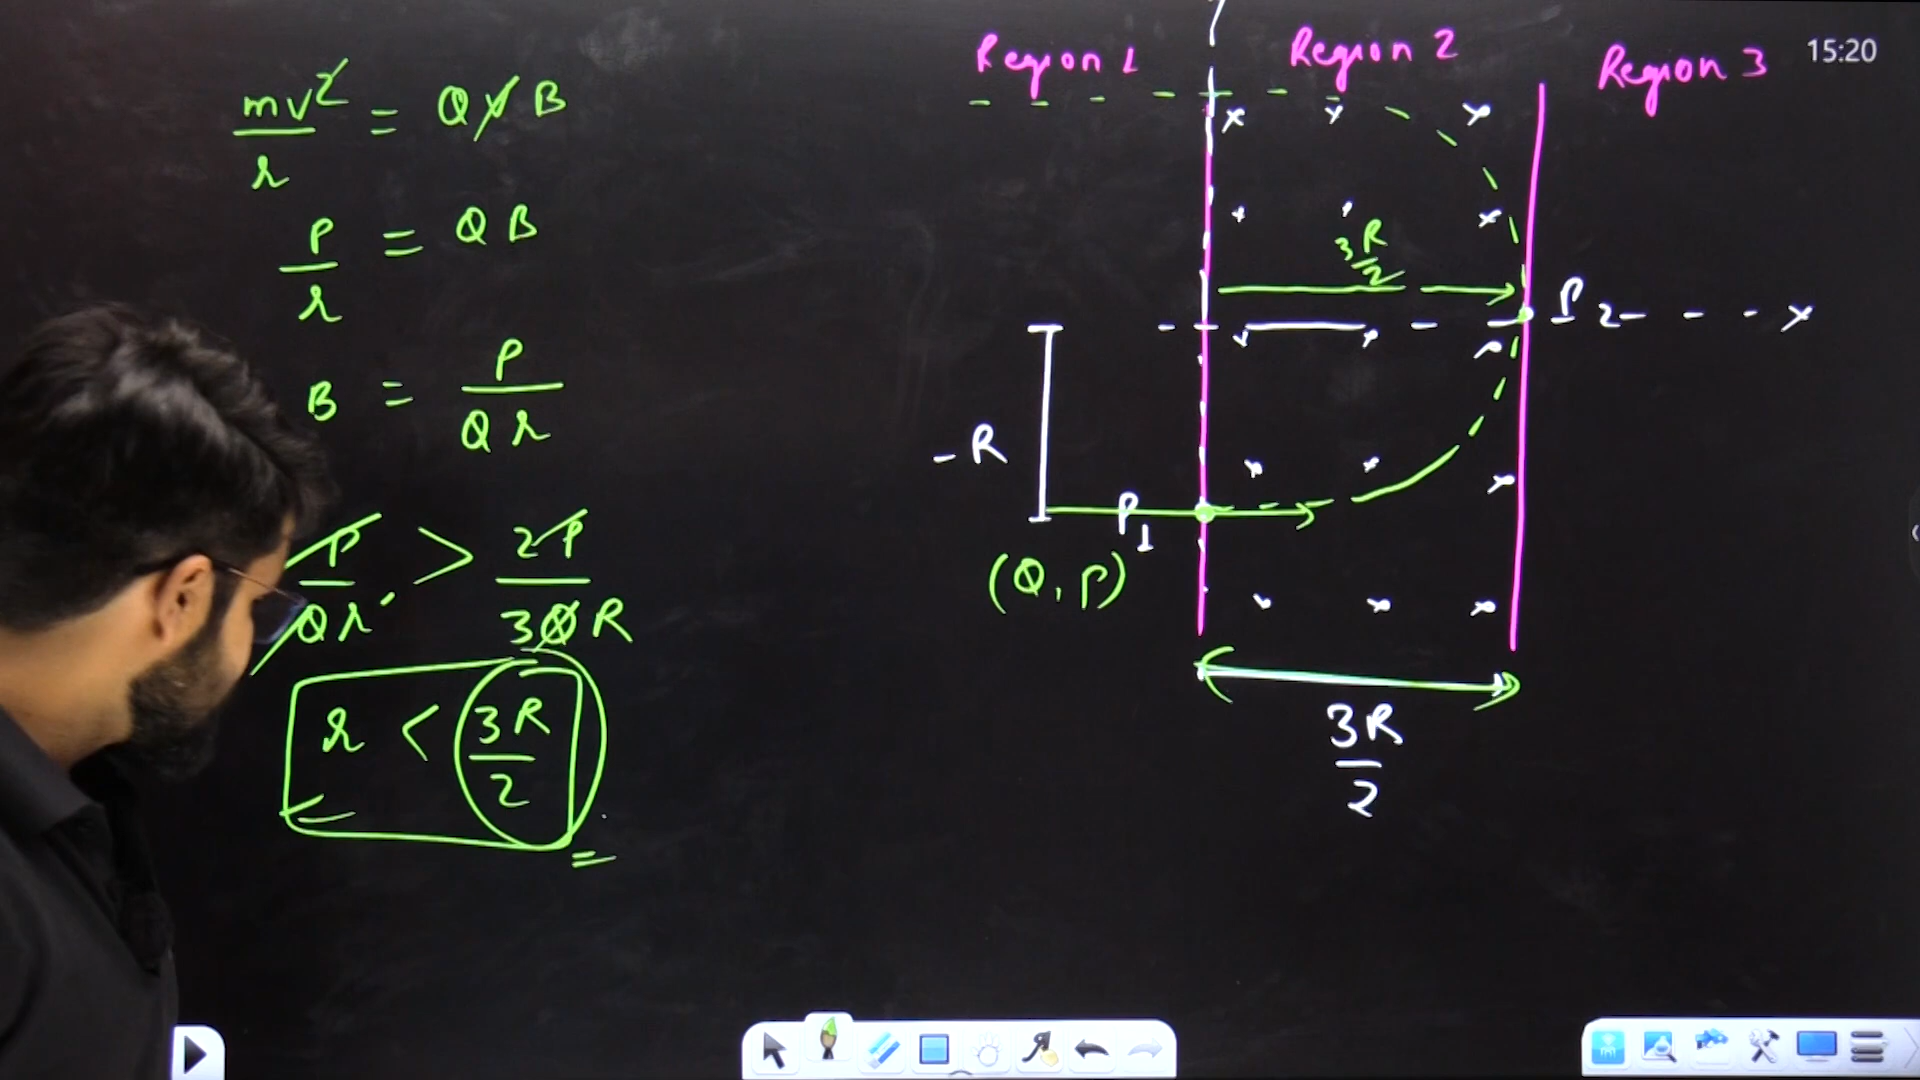 Region 1 Region 2 Region 3 15:20
mv²/r = QvB
P/r = QB
B = P/Qr
P/Qr > 2P/3QR
r < 3R/2
3R/2
P2 x
-R
P1
(Q, P)
3R/2